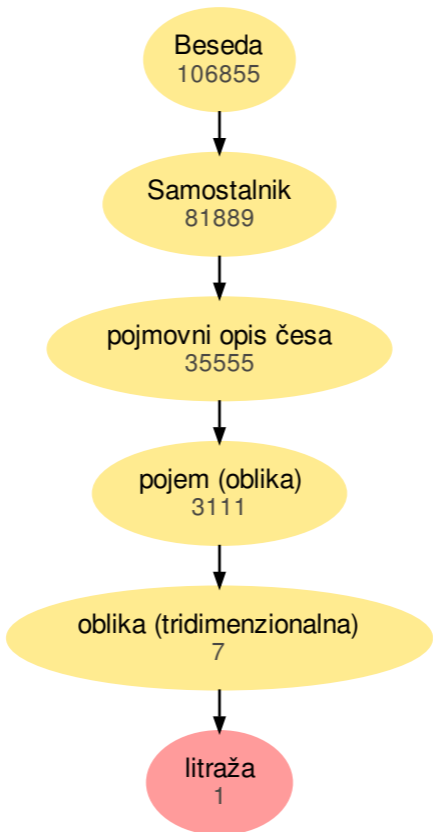 Beseda
106855
Samostalnik
81889
pojmovni opis česa
35555
pojem (oblika)
3111
oblika (tridimenzionalna)
7
litraža
1